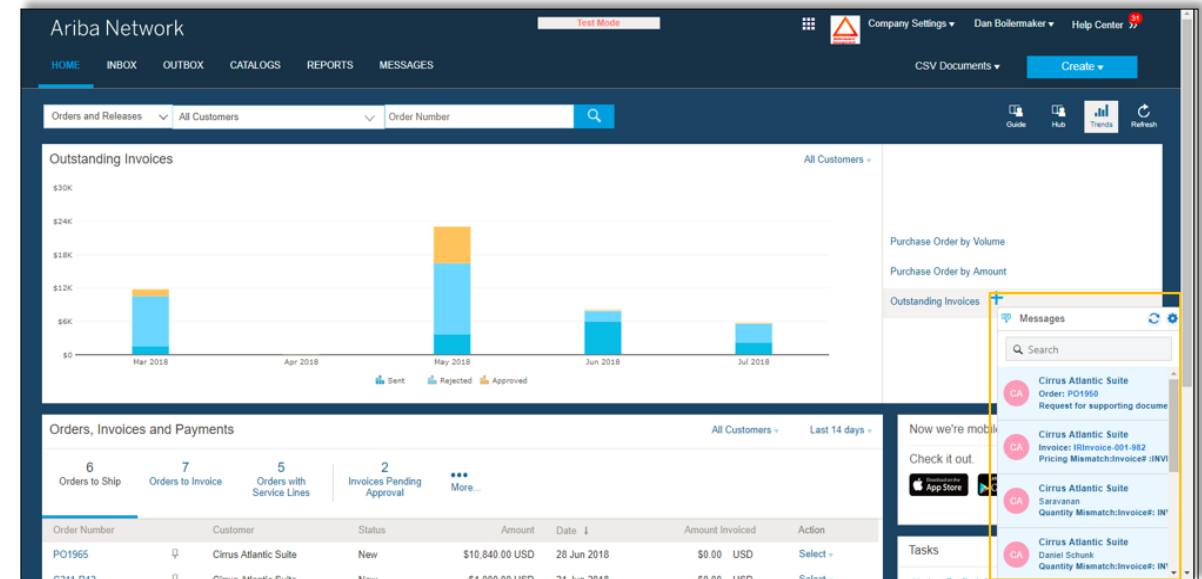 Ariba Network
Test Mode
Company Settings
Dan Boilermaker
Help Center
31
HOME INBOX OUTBOX CATALOGS REPORTS MESSAGES
CSV Documents
Create
Orders and Releases
All Customers
Order Number
Guide
Hub
Trends
Refresh
Outstanding Invoices
All Customers
$30K
$24K
$18K
$12K
$6K
$0
Mar 2018 Apr 2018 May 2018 Jun 2018 Jul 2018
Sent Rejected Approved
Purchase Order by Volume
Purchase Order by Amount
Outstanding Invoices
Messages
Search
CA
Cirrus Atlantic Suite
Order: PO1950
Request for supporting docume
CA
Cirrus Atlantic Suite
Invoice: IRInvoice-001-982
Pricing Mismatch:Invoice# :INVI
CA
Cirrus Atlantic Suite
Saravanan
Quantity Mismatch:Invoice#: IN
CA
Cirrus Atlantic Suite
Daniel Schunk
Quantity Mismatch:Invoice#: IN
Orders, Invoices and Payments
All Customers
Last 14 days
6
Orders to Ship
7
Orders to Invoice
5
Orders with
Service Lines
2
Invoices Pending
Approval
More...
Order Number Customer Status Amount Date ↓ Amount Invoiced Action
PO1965 Cirrus Atlantic Suite New $10,840.00 USD 28 Jun 2018 $0.00 USD Select
Now we're mobil
Check it out.
Download on the
App Store
Tasks